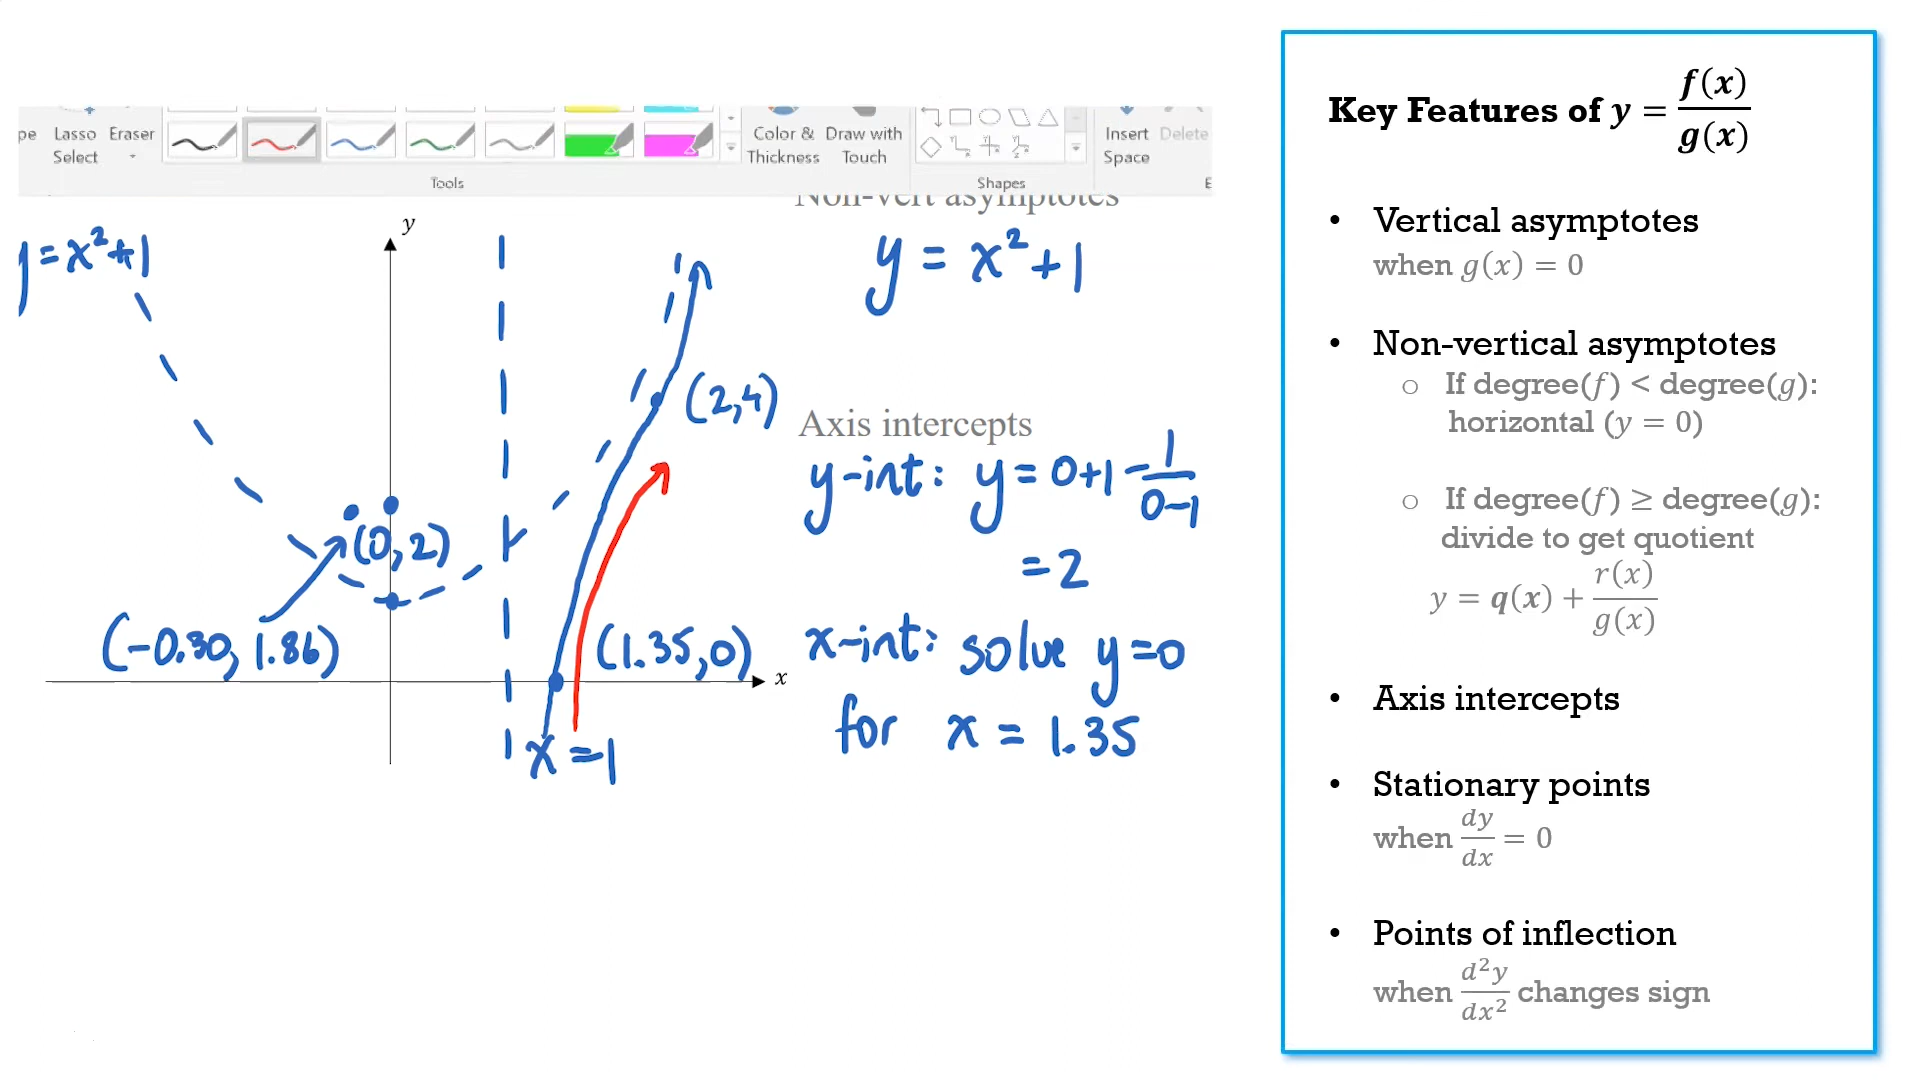 Lasso Select
Eraser
Color & Thickness
Draw with Touch
Insert Space
Delete
Tools
Shapes
y
y=x²+1
(2,4)
(0,2)
(-0.30, 1.86)
(1.35,0)
x
x=1
Non-vert asymptotes
y = x²+1
Axis intercepts
y-int: y = 0+1 - 1/(0-1)
= 2
x-int: solve y=0
for x = 1.35
Key Features of y = f(x)/g(x)
• Vertical asymptotes
when g(x) = 0
• Non-vertical asymptotes
○ If degree(f) < degree(g):
horizontal (y = 0)
○ If degree(f) ≥ degree(g):
divide to get quotient
y = q(x) + r(x)/g(x)
• Axis intercepts
• Stationary points
when dy/dx = 0
• Points of inflection
when d²y/dx² changes sign